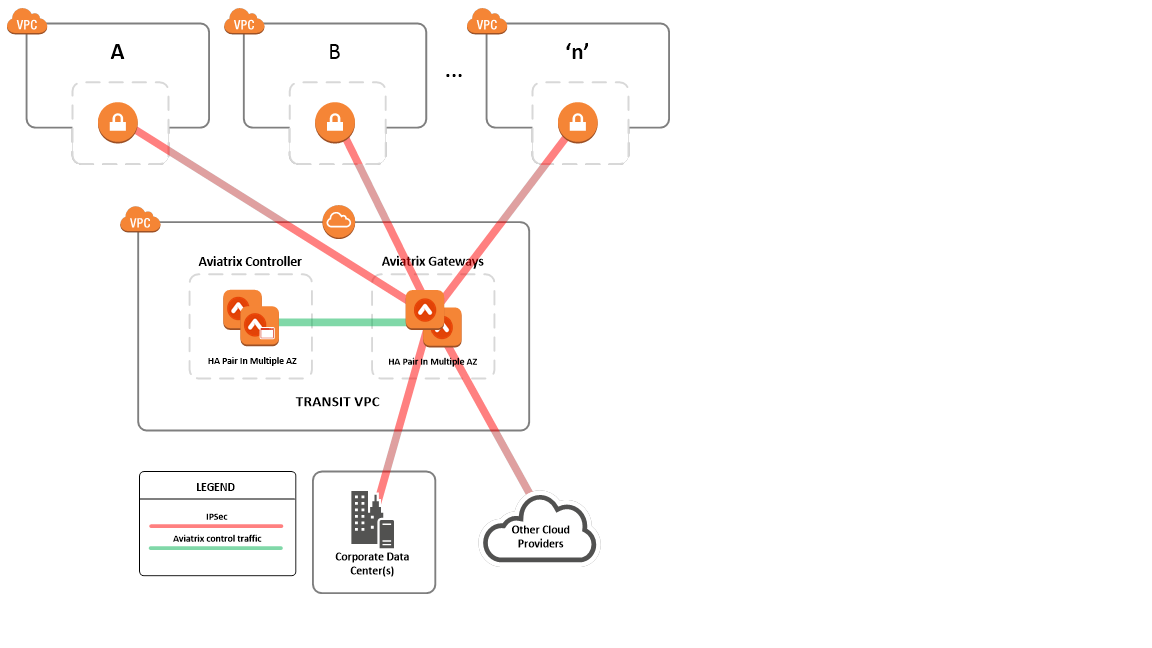 VPC
VPC
VPC
A
B
...
‘n’
VPC
Aviatrix Controller
Aviatrix Gateways
HA Pair In Multiple AZ
HA Pair In Multiple AZ
TRANSIT VPC
LEGEND
IPSec
Aviatrix control traffic
Corporate Data
Center(s)
Other Cloud
Providers